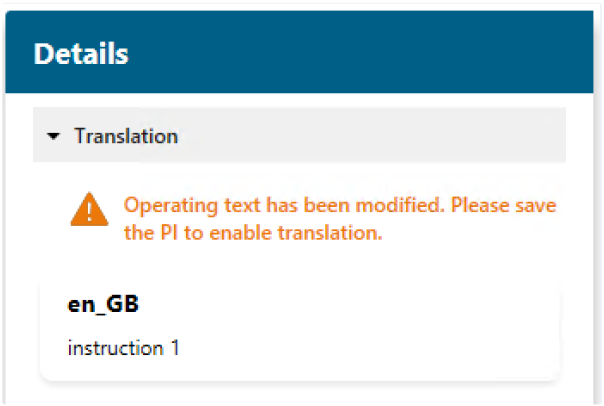 Details
Translation
Operating text has been modified. Please save
the PI to enable translation.
en_GB
instruction 1